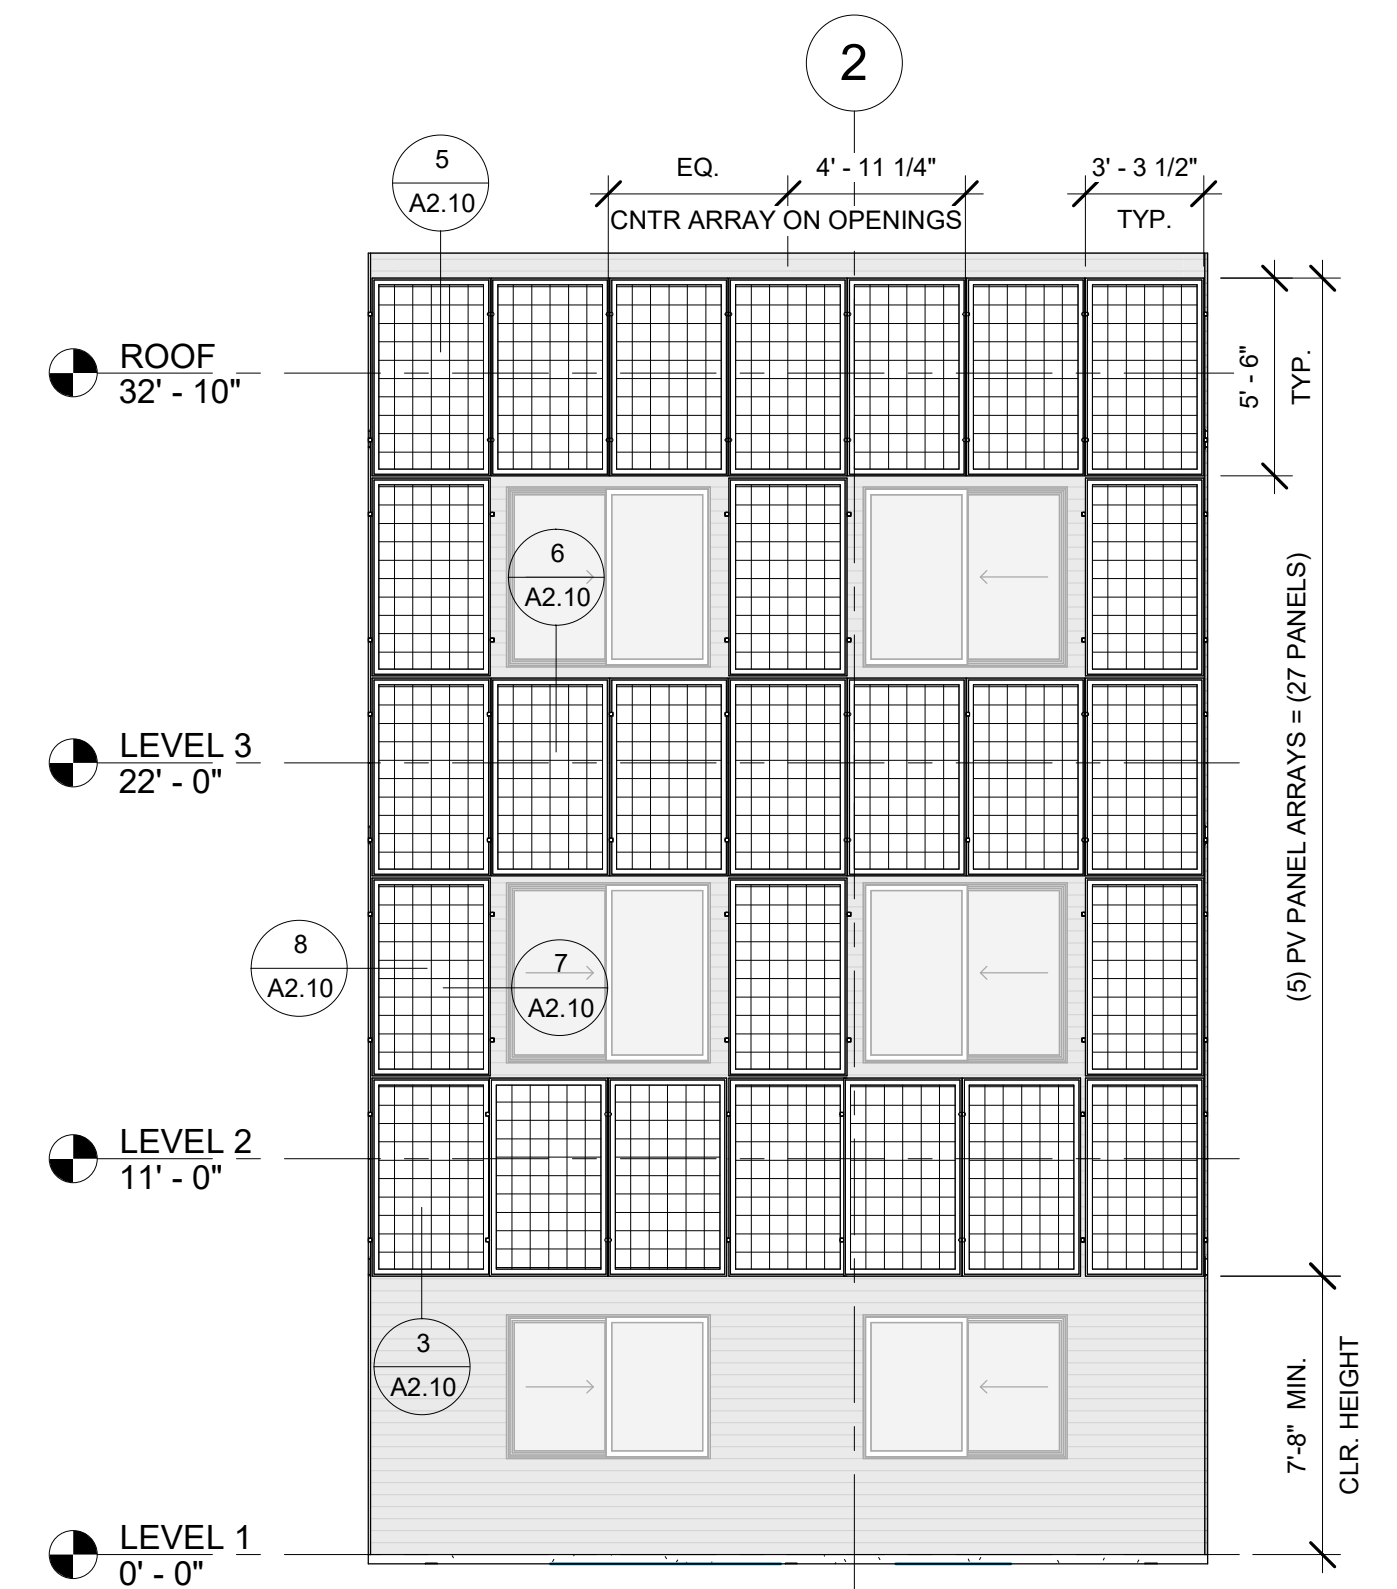 2
5
A2.10
EQ.
4' - 11 1/4"
3' - 3 1/2"
CNTR ARRAY ON OPENINGS
TYP.
ROOF
32' - 10"
5' - 6"
TYP.
6
A2.10
(5) PV PANEL ARRAYS = (27 PANELS)
LEVEL 3
22' - 0"
8
A2.10
7
A2.10
LEVEL 2
11' - 0"
3
A2.10
7'-8" MIN.
CLR. HEIGHT
LEVEL 1
0' - 0"